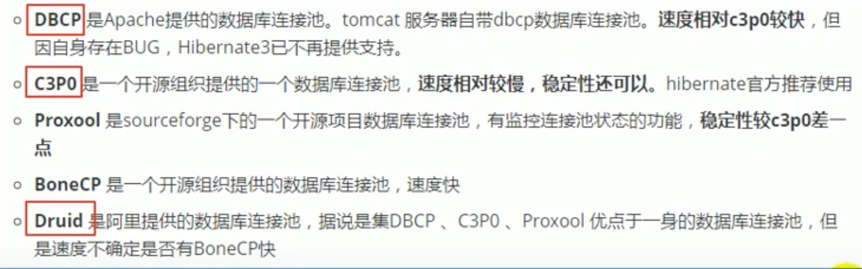 DBCP 是Apache提供的数据库连接池。tomcat 服务器自带dbcp数据库连接池。速度相对c3p0较快，但
因自身存在BUG，Hibernate3已不再提供支持。
C3P0 是一个开源组织提供的一个数据库连接池，速度相对较慢，稳定性还可以。hibernate官方推荐使用
Proxool 是sourceforge下的一个开源项目数据库连接池，有监控连接池状态的功能，稳定性较c3p0差一
点
BoneCP 是一个开源组织提供的数据库连接池，速度快
Druid 是阿里提供的数据库连接池，据说是集DBCP 、C3P0 、Proxool 优点于一身的数据库连接池，但
是速度不确定是否有BoneCP快